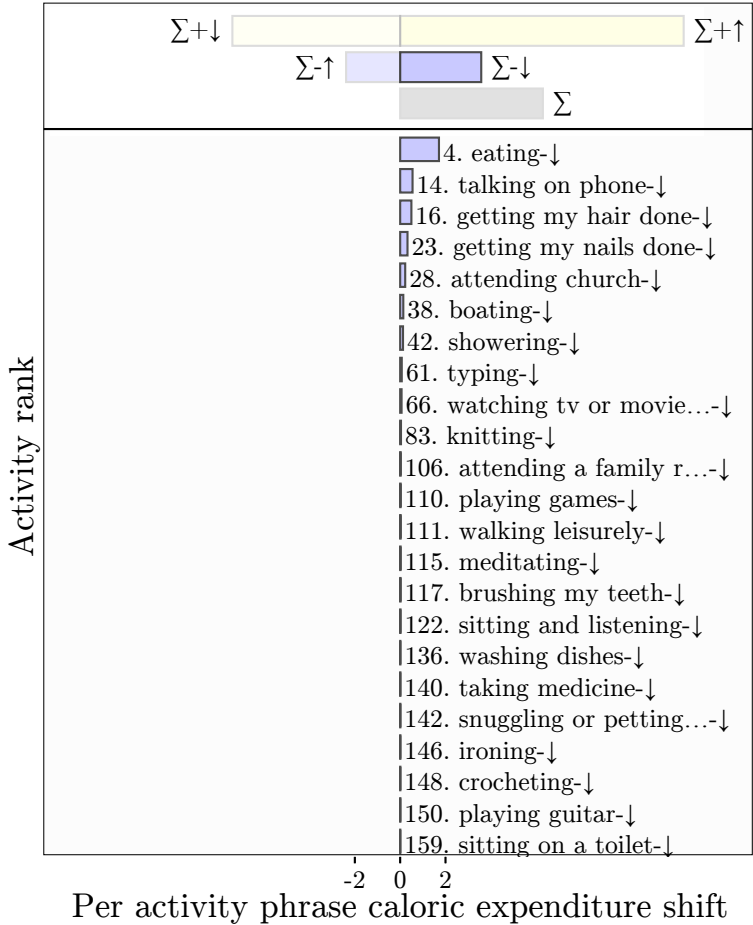 ∑+↓ ∑+↑
∑-↑ ∑-↓
∑
4. eating-↓
14. talking on phone-↓
16. getting my hair done-↓
23. getting my nails done-↓
28. attending church-↓
38. boating-↓
42. showering-↓
61. typing-↓
66. watching tv or movie…-↓
83. knitting-↓
106. attending a family r…-↓
110. playing games-↓
111. walking leisurely-↓
115. meditating-↓
117. brushing my teeth-↓
122. sitting and listening-↓
136. washing dishes-↓
140. taking medicine-↓
142. snuggling or petting…-↓
146. ironing-↓
148. crocheting-↓
150. playing guitar-↓
159. sitting on a toilet-↓
Activity rank
-2 0 2
Per activity phrase caloric expenditure shift